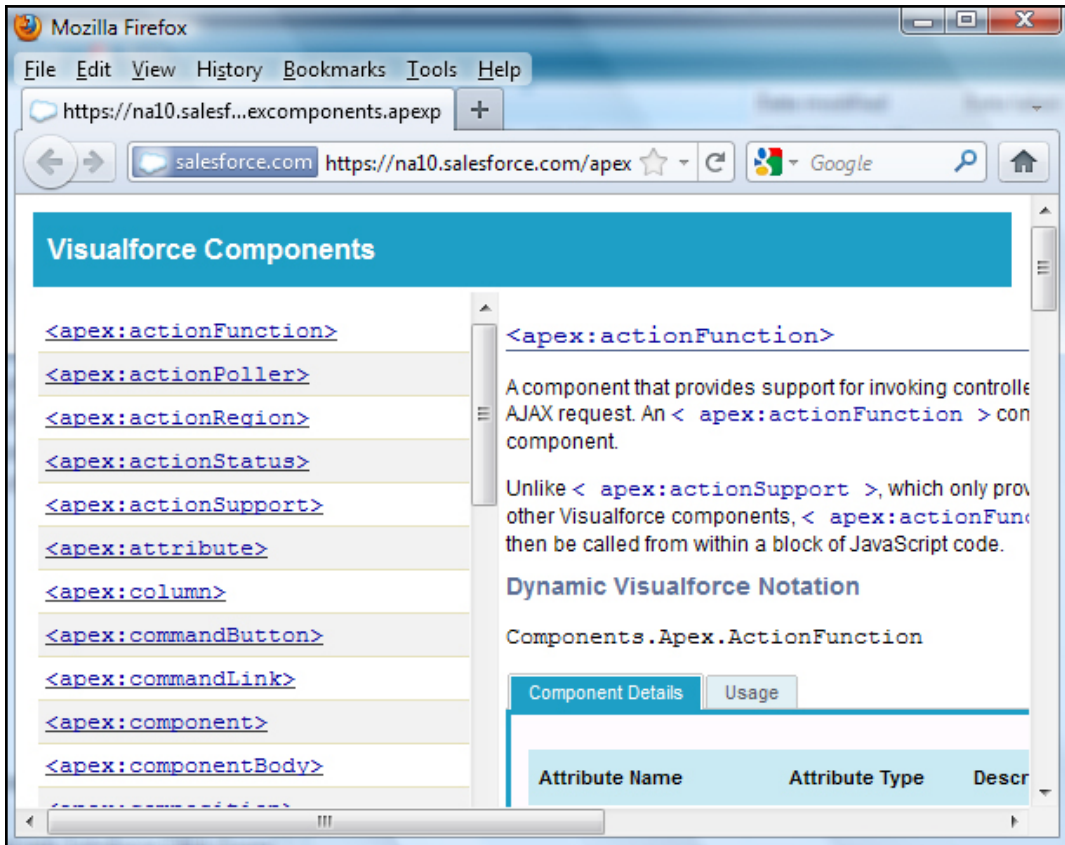 Mozilla Firefox
File Edit View History Bookmarks Tools Help
https://na10.salesf...excomponents.apexp
salesforce.com https://na10.salesforce.com/apex
Google
Visualforce Components
<apex:actionFunction>
<apex:actionPoller>
<apex:actionRegion>
<apex:actionStatus>
<apex:actionSupport>
<apex:attribute>
<apex:column>
<apex:commandButton>
<apex:commandLink>
<apex:component>
<apex:componentBody>
<apex:actionFunction>
A component that provides support for invoking controlle
AJAX request. An < apex:actionFunction > con
component.
Unlike < apex:actionSupport >, which only prov
other Visualforce components, < apex:actionFunc
then be called from within a block of JavaScript code.
Dynamic Visualforce Notation
Components.Apex.ActionFunction
Component Details Usage
Attribute Name Attribute Type Descr